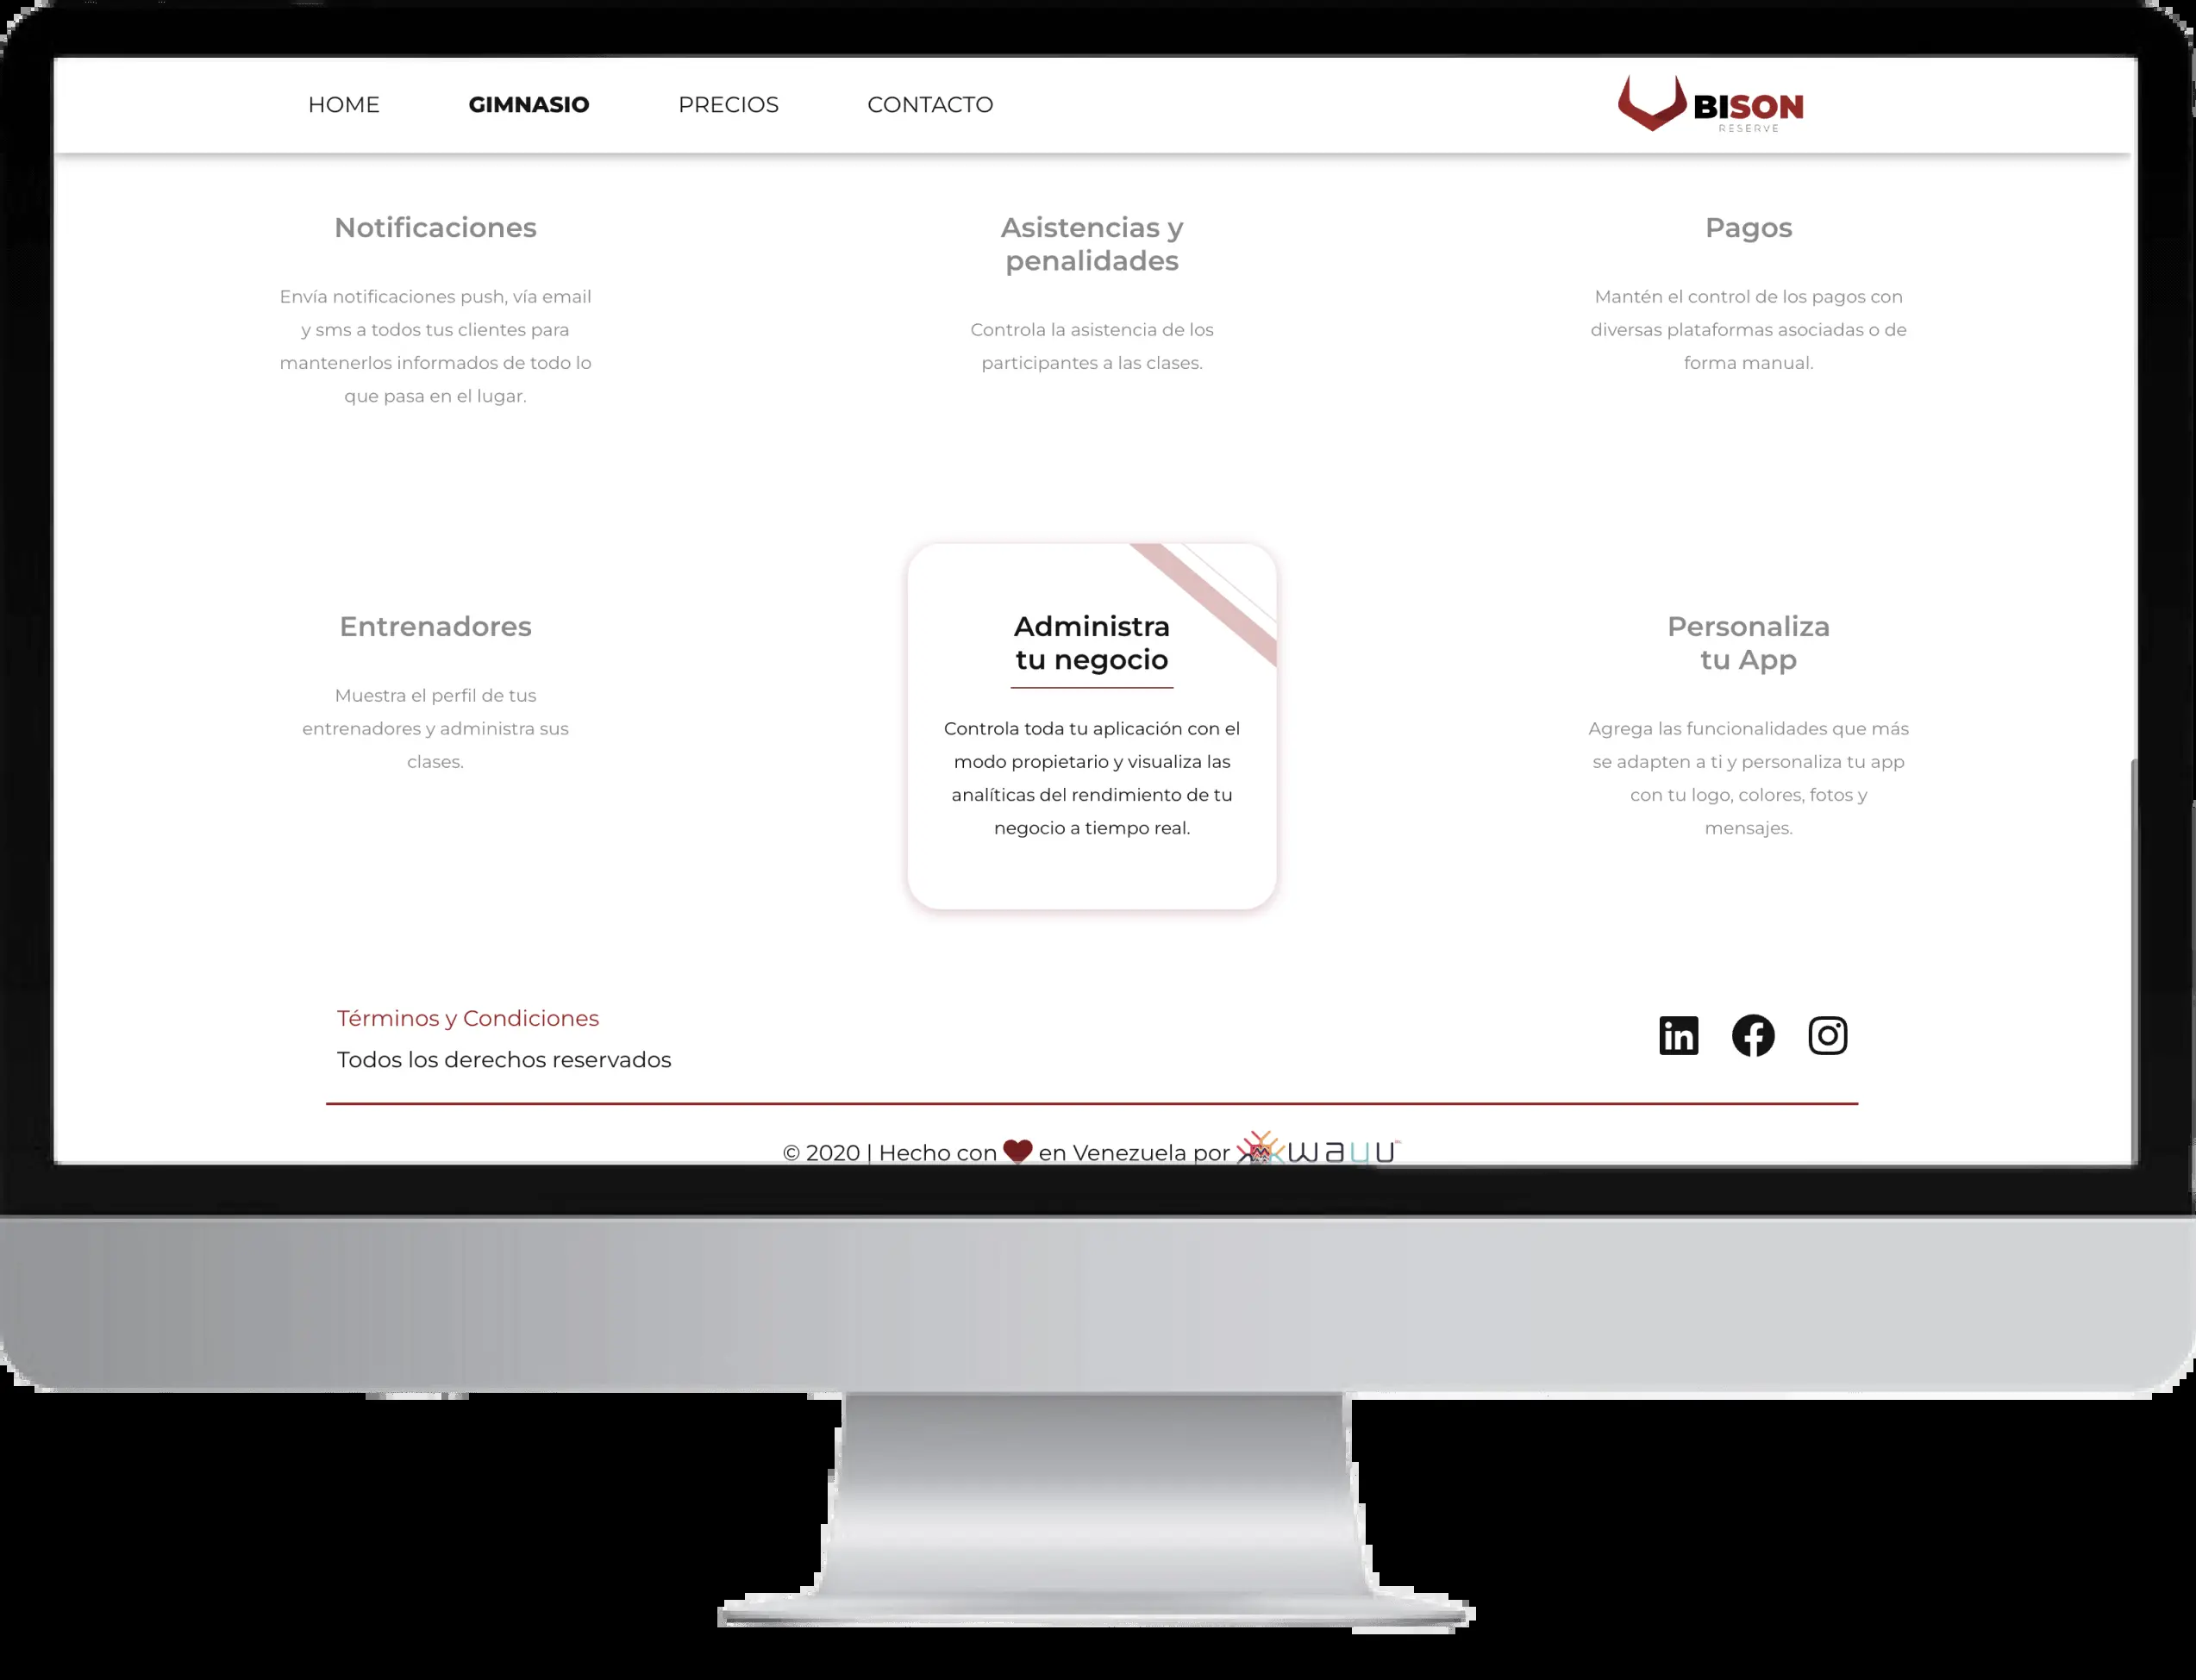 HOME GIMNASIO PRECIOS CONTACTO
BISON
RESERVE
Notificaciones
Envía notificaciones push, vía email
y sms a todos tus clientes para
mantenerlos informados de todo lo
que pasa en el lugar.
Asistencias y
penalidades
Controla la asistencia de los
participantes a las clases.
Pagos
Mantén el control de los pagos con
diversas plataformas asociadas o de
forma manual.
Entrenadores
Muestra el perfil de tus
entrenadores y administra sus
clases.
Administra
tu negocio
Controla toda tu aplicación con el
modo propietario y visualiza las
analíticas del rendimiento de tu
negocio a tiempo real.
Personaliza
tu App
Agrega las funcionalidades que más
se adapten a ti y personaliza tu app
con tu logo, colores, fotos y
mensajes.
Términos y Condiciones
Todos los derechos reservados
in
© 2020 | Hecho con ❤ en Venezuela por wayu